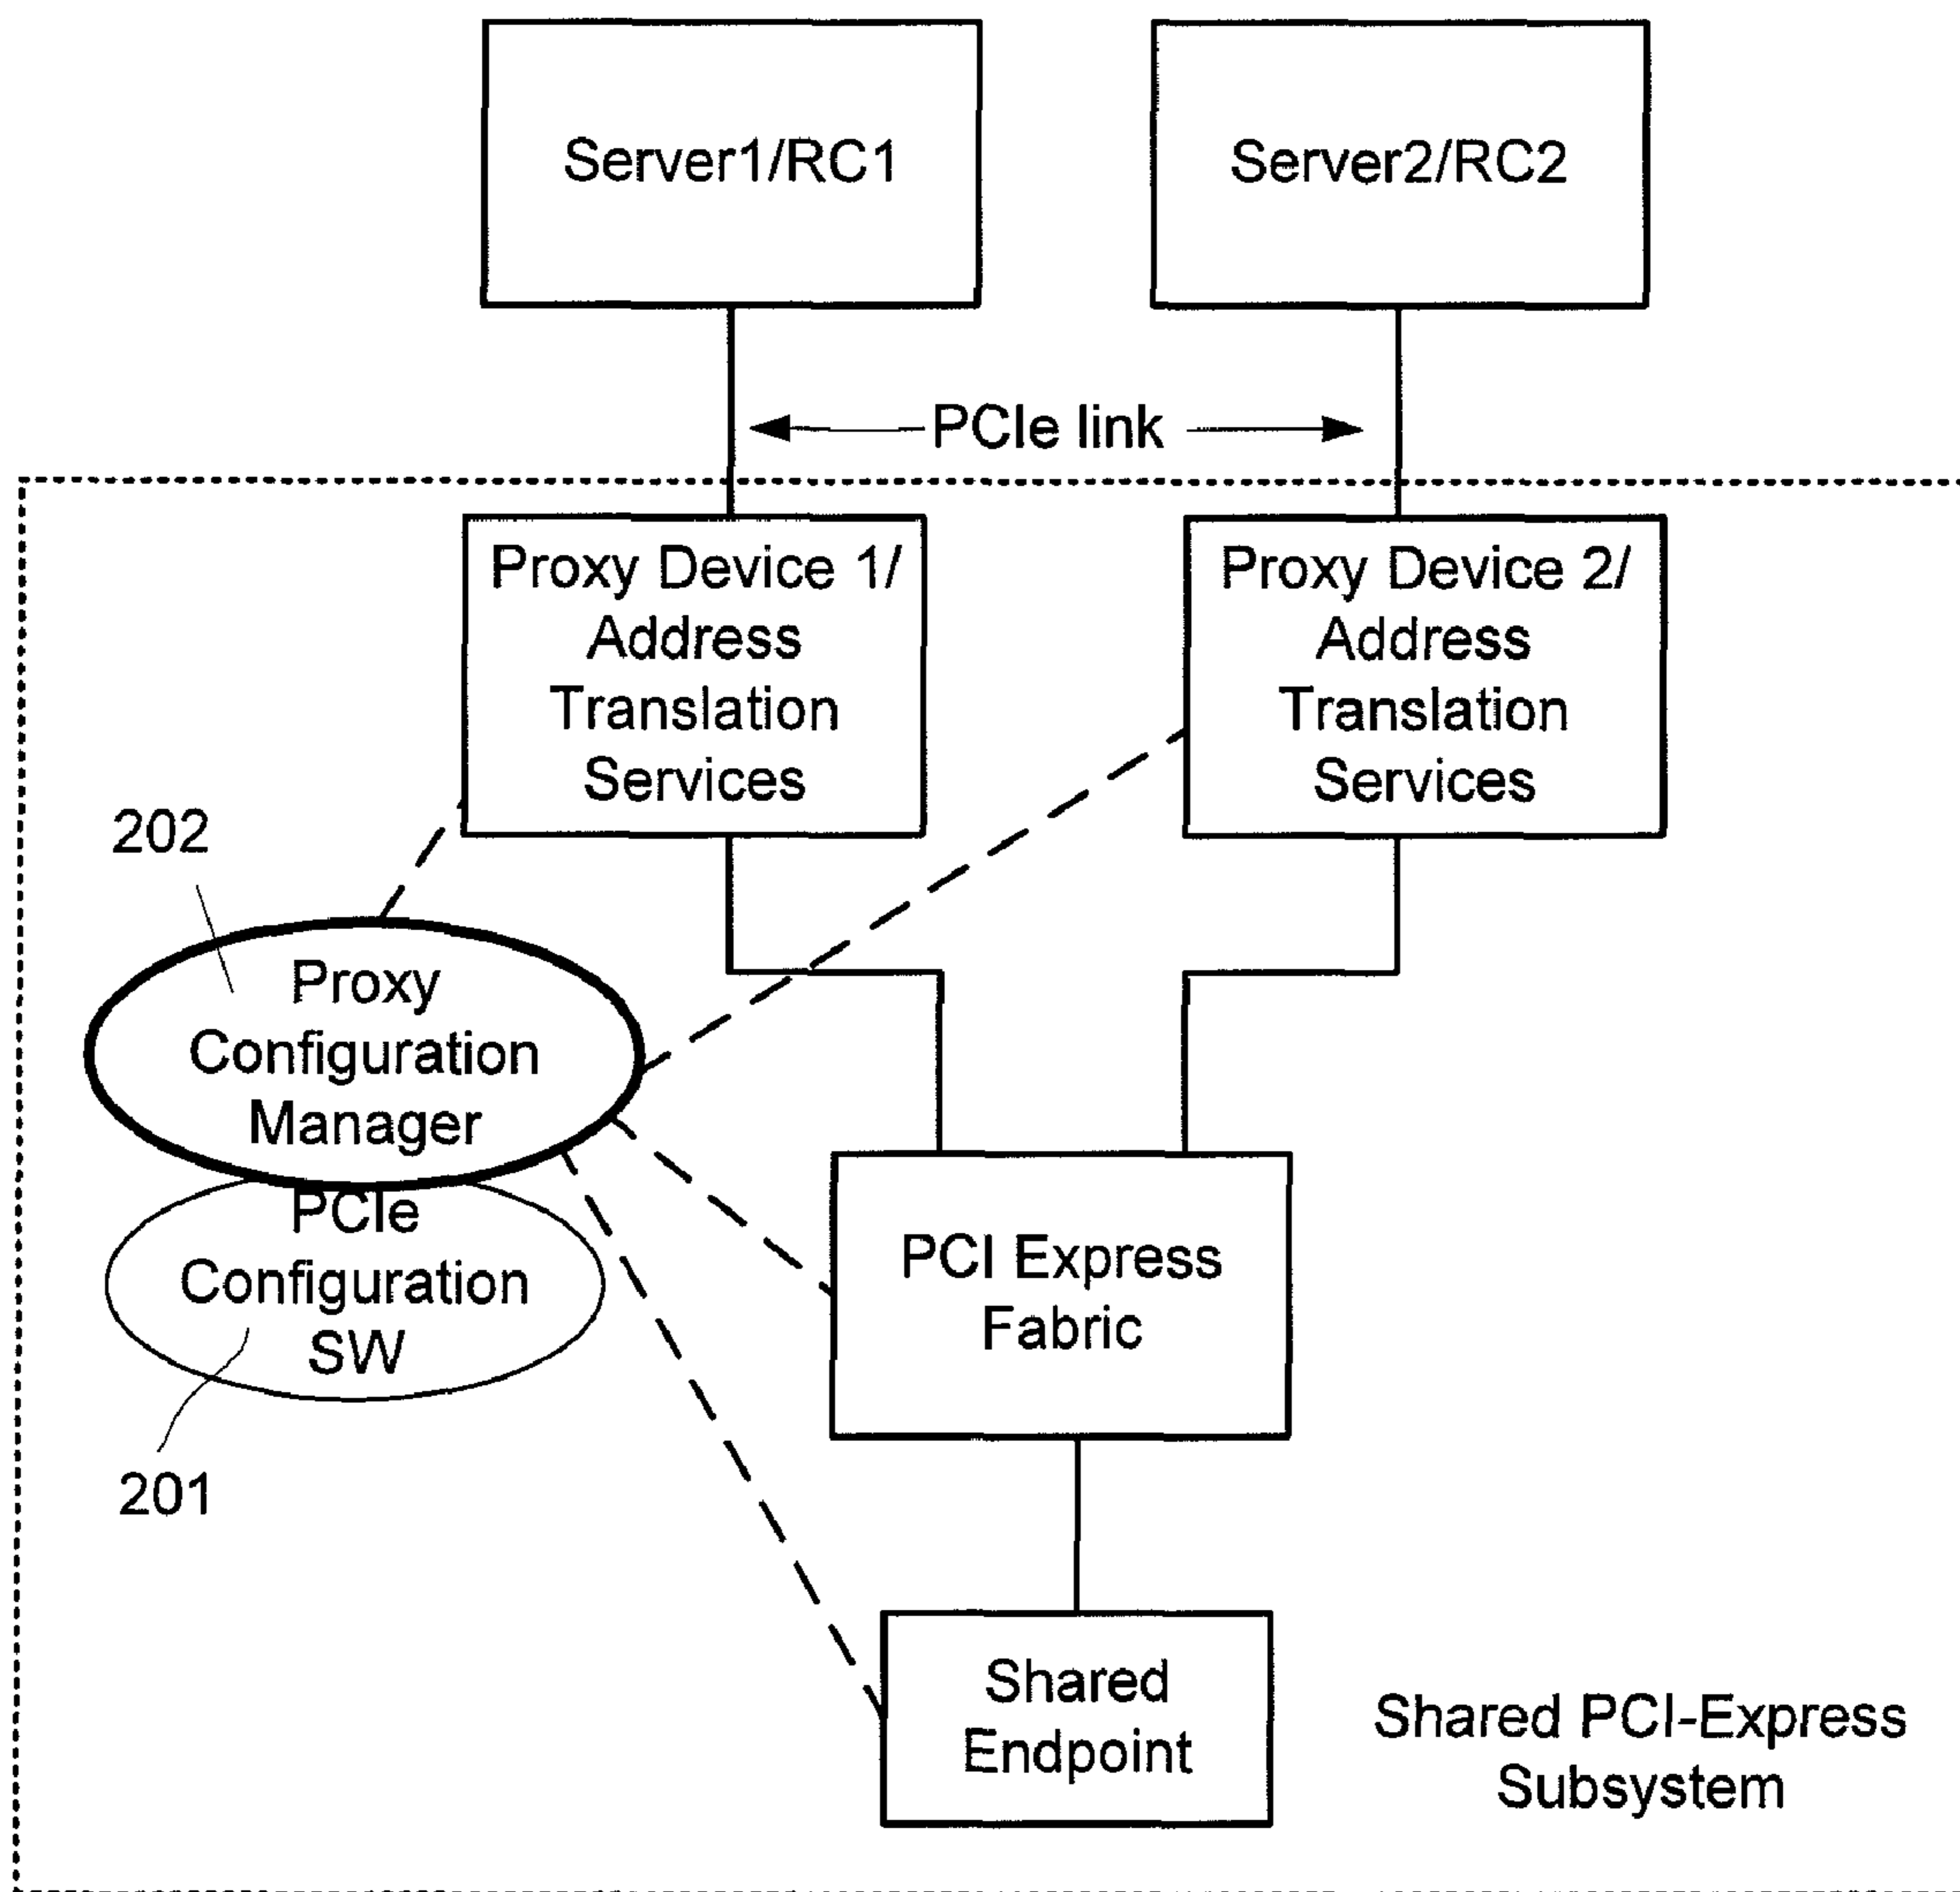 Server1/RC1
Server2/RC2
PCIe link
Proxy Device 1/
Address
Translation
Services
Proxy Device 2/
Address
Translation
Services
202
Proxy
Configuration
Manager
PCIe
Configuration
SW
201
PCI Express
Fabric
Shared
Endpoint
Shared PCI-Express
Subsystem